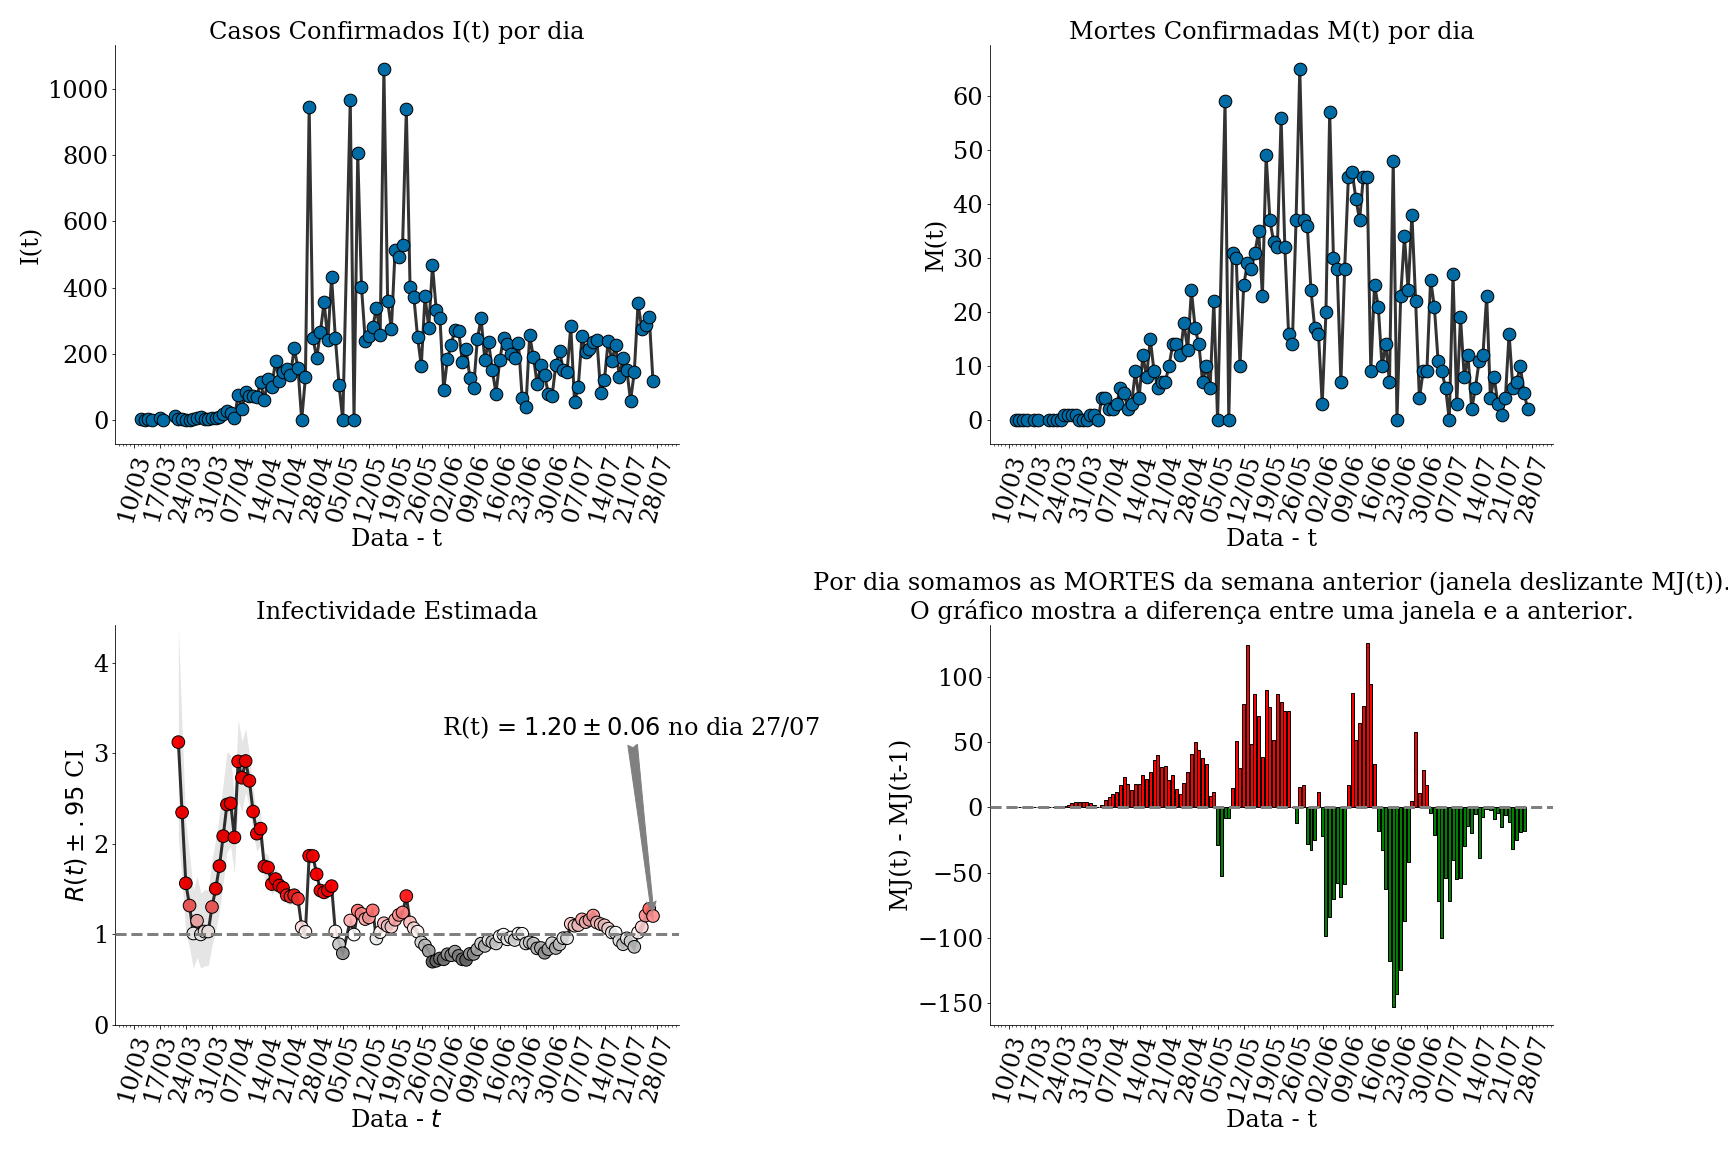 Casos Confirmados I(t) por dia
I(t)
1000
800
600
400
200
0
10/03 17/03 24/03 31/03 07/04 14/04 21/04 28/04 05/05 12/05 19/05 26/05 02/06 09/06 16/06 23/06 30/06 07/07 14/07 21/07 28/07
Data - t
Mortes Confirmadas M(t) por dia
M(t)
60
50
40
30
20
10
0
10/03 17/03 24/03 31/03 07/04 14/04 21/04 28/04 05/05 12/05 19/05 26/05 02/06 09/06 16/06 23/06 30/06 07/07 14/07 21/07 28/07
Data - t
Infectividade Estimada
R(t) ± .95 CI
4
3
2
1
0
R(t) = 1.20 ± 0.06 no dia 27/07
10/03 17/03 24/03 31/03 07/04 14/04 21/04 28/04 05/05 12/05 19/05 26/05 02/06 09/06 16/06 23/06 30/06 07/07 14/07 21/07 28/07
Data - t
Por dia somamos as MORTES da semana anterior (janela deslizante MJ(t)).
O gráfico mostra a diferença entre uma janela e a anterior.
MJ(t) - MJ(t-1)
100
50
0
−50
−100
−150
10/03 17/03 24/03 31/03 07/04 14/04 21/04 28/04 05/05 12/05 19/05 26/05 02/06 09/06 16/06 23/06 30/06 07/07 14/07 21/07 28/07
Data - t